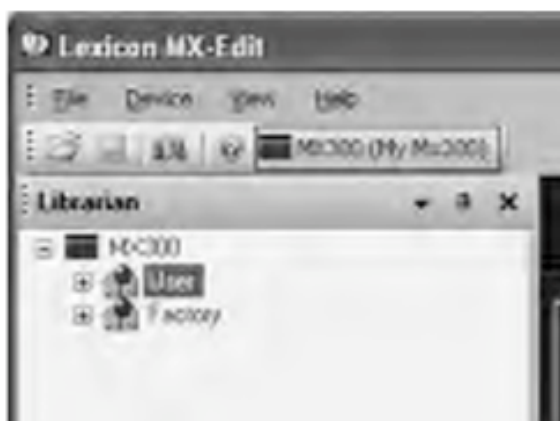 Lexicon MX-Edit
File Device View Help
MX300 (My Mx300)
Librarian
MX300
User
Factory